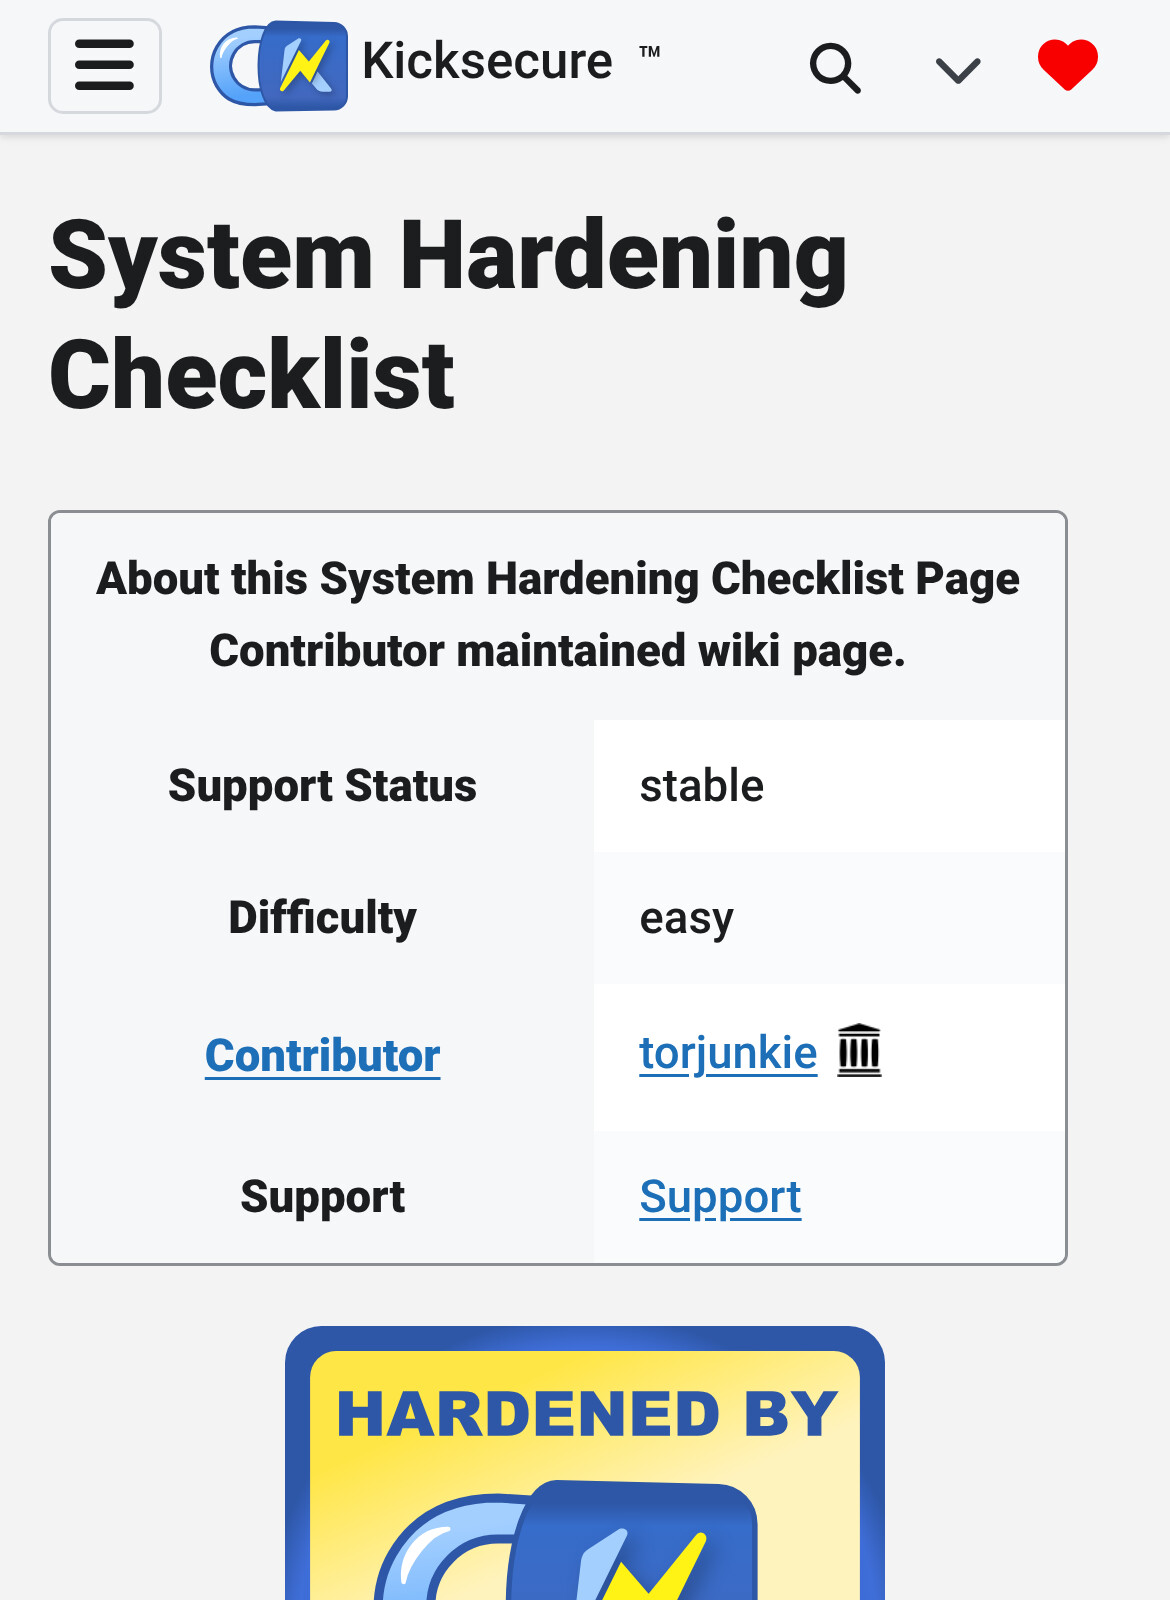 Kicksecure ™
System Hardening
Checklist
About this System Hardening Checklist Page
Contributor maintained wiki page.
Support Status stable
Difficulty easy
Contributor torjunkie
Support Support
HARDENED BY